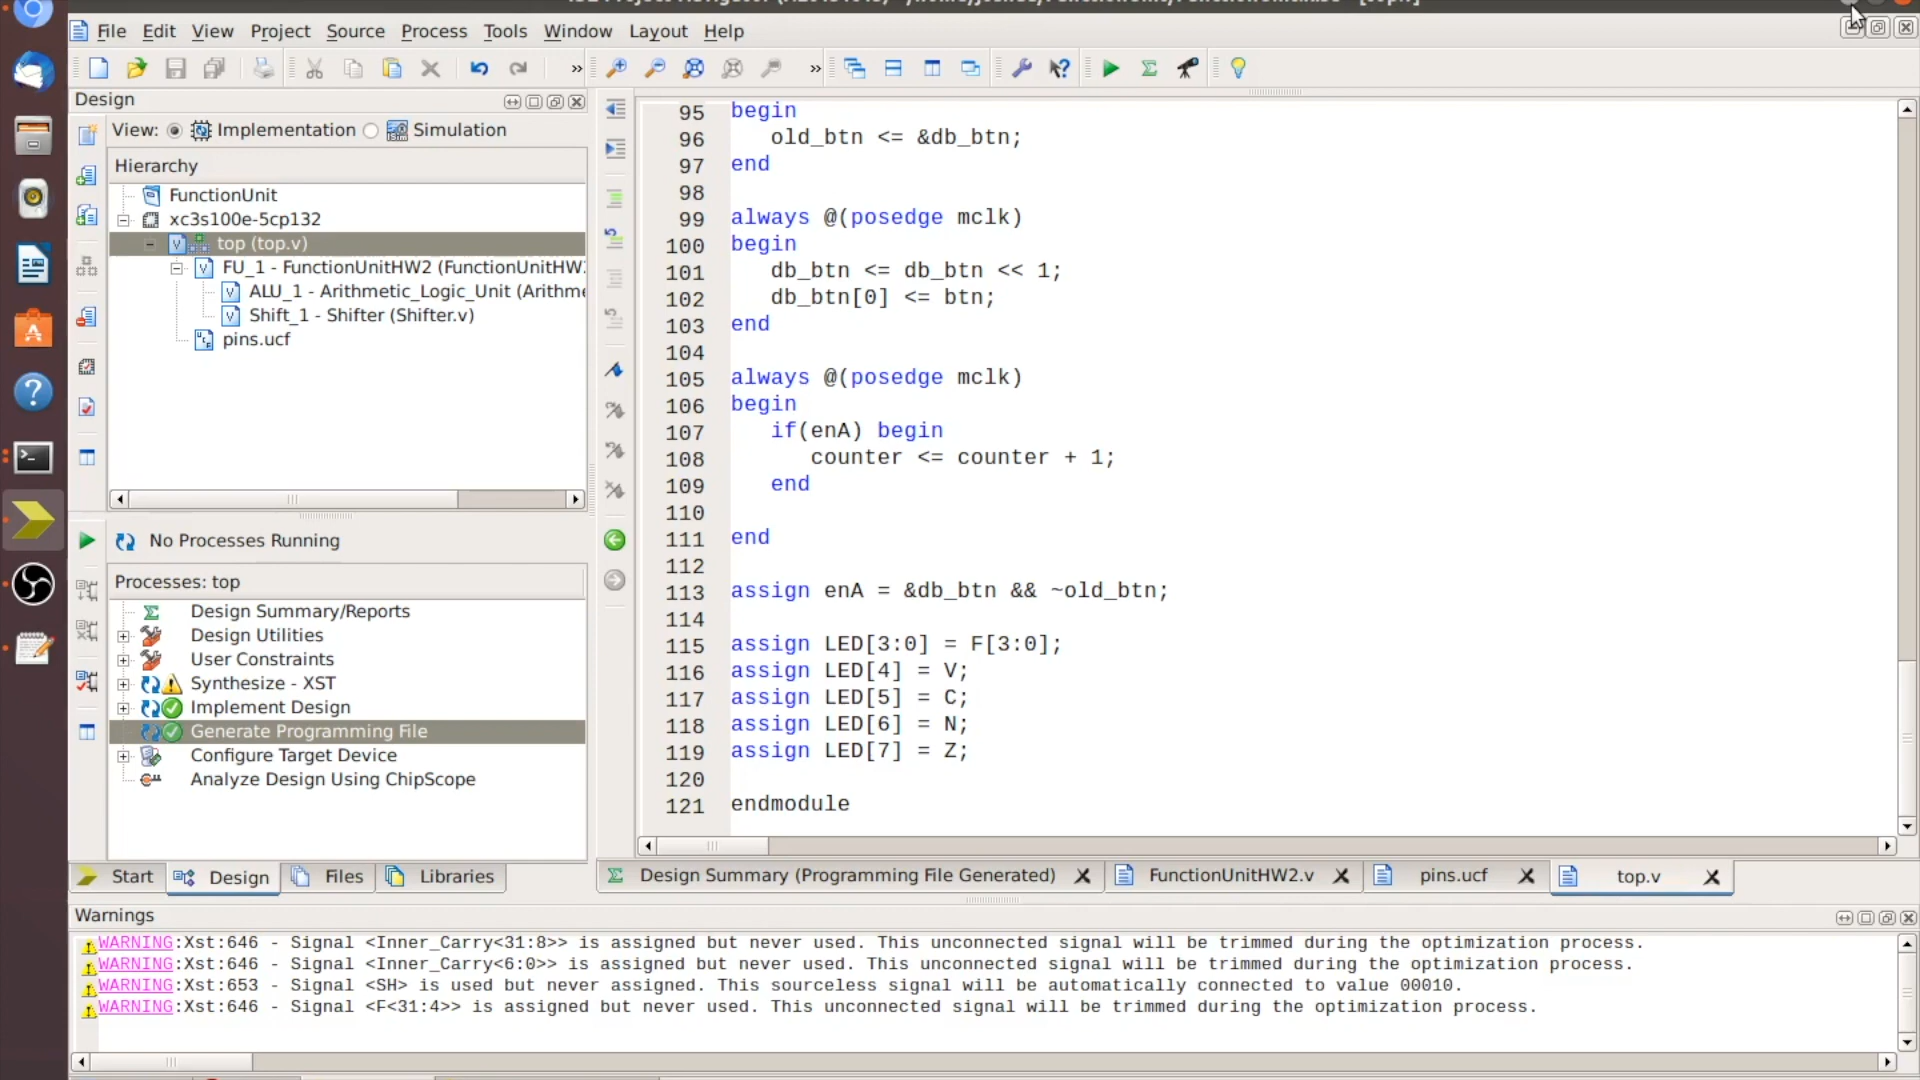 File Edit View Project Source Process Tools Window Layout Help
Design
View: Implementation Simulation
Hierarchy
FunctionUnit
xc3s100e-5cp132
top (top.v)
FU_1 - FunctionUnitHW2 (FunctionUnitHW
ALU_1 - Arithmetic_Logic_Unit (Arithme
Shift_1 - Shifter (Shifter.v)
pins.ucf
No Processes Running
Processes: top
Design Summary/Reports
Design Utilities
User Constraints
Synthesize - XST
Implement Design
Generate Programming File
Configure Target Device
Analyze Design Using ChipScope
Start Design Files Libraries
95 begin
96 old_btn <= &db_btn;
97 end
98
99 always @(posedge mclk)
100 begin
101 db_btn <= db_btn << 1;
102 db_btn[0] <= btn;
103 end
104
105 always @(posedge mclk)
106 begin
107 if(enA) begin
108 counter <= counter + 1;
109 end
110
111 end
112
113 assign enA = &db_btn && ~old_btn;
114
115 assign LED[3:0] = F[3:0];
116 assign LED[4] = V;
117 assign LED[5] = C;
118 assign LED[6] = N;
119 assign LED[7] = Z;
120
121 endmodule
Design Summary (Programming File Generated) FunctionUnitHW2.v pins.ucf top.v
Warnings
WARNING:Xst:646 - Signal <Inner_Carry<31:8>> is assigned but never used. This unconnected signal will be trimmed during the optimization process.
WARNING:Xst:646 - Signal <Inner_Carry<6:0>> is assigned but never used. This unconnected signal will be trimmed during the optimization process.
WARNING:Xst:653 - Signal <SH> is used but never assigned. This sourceless signal will be automatically connected to value 00010.
WARNING:Xst:646 - Signal <F<31:4>> is assigned but never used. This unconnected signal will be trimmed during the optimization process.